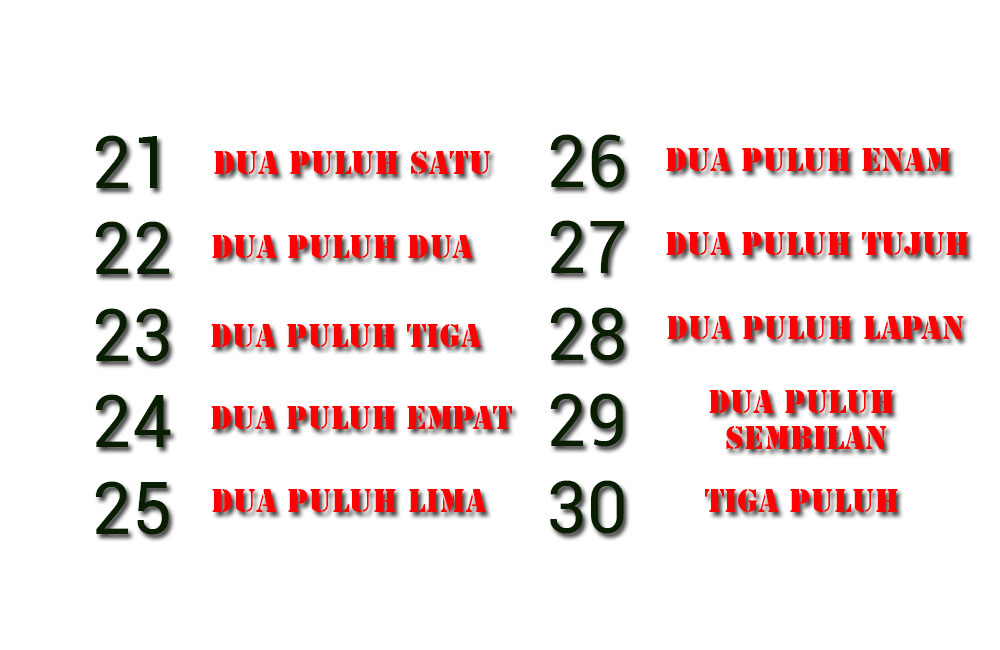 21 DUA PULUH SATU
22 DUA PULUH DUA
23 DUA PULUH TIGA
24 DUA PULUH EMPAT
25 DUA PULUH LIMA
26 DUA PULUH ENAM
27 DUA PULUH TUJUH
28 DUA PULUH LAPAN
29 DUA PULUH
SEMBILAN
30 TIGA PULUH